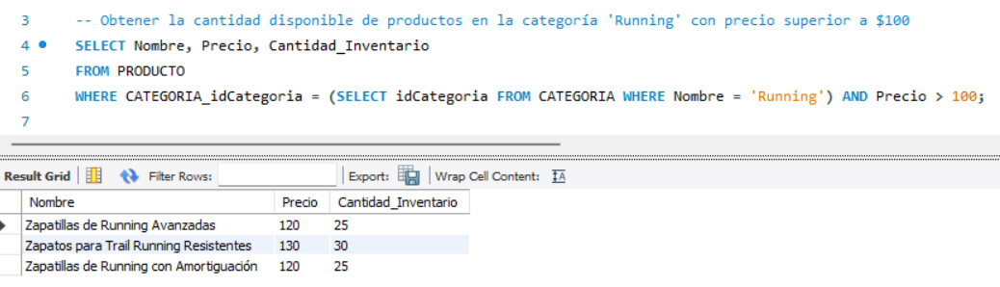 3 -- Obtener la cantidad disponible de productos en la categoría 'Running' con precio superior a $100
4 SELECT Nombre, Precio, Cantidad_Inventario
5 FROM PRODUCTO
6 WHERE CATEGORIA_idCategoria = (SELECT idCategoria FROM CATEGORIA WHERE Nombre = 'Running') AND Precio > 100;
7
Result Grid Filter Rows: Export: Wrap Cell Content: IA
Nombre Precio Cantidad_Inventario
Zapatillas de Running Avanzadas 120 25
Zapatos para Trail Running Resistentes 130 30
Zapatillas de Running con Amortiguación 120 25